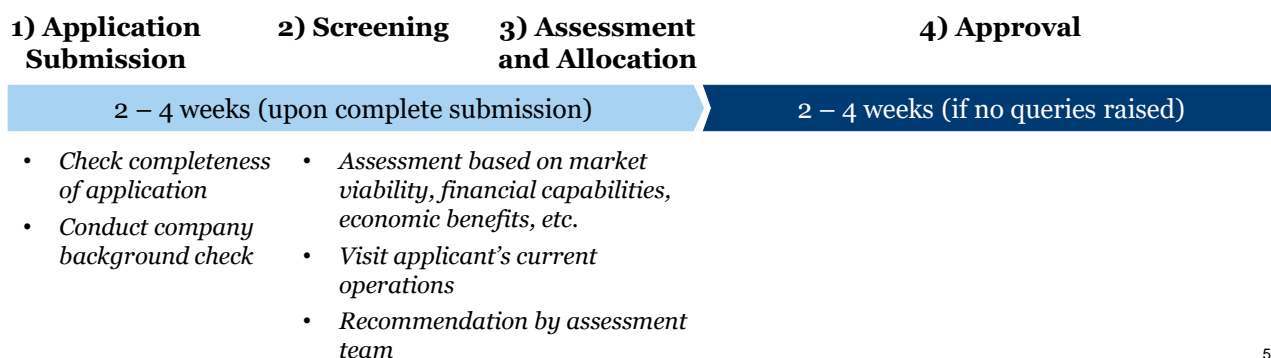 1) Application
Submission
2) Screening
3) Assessment
and Allocation
4) Approval
2 – 4 weeks (upon complete submission)
2 – 4 weeks (if no queries raised)
• Check completeness
of application
• Conduct company
background check
• Assessment based on market
viability, financial capabilities,
economic benefits, etc.
• Visit applicant’s current
operations
• Recommendation by assessment
team
5